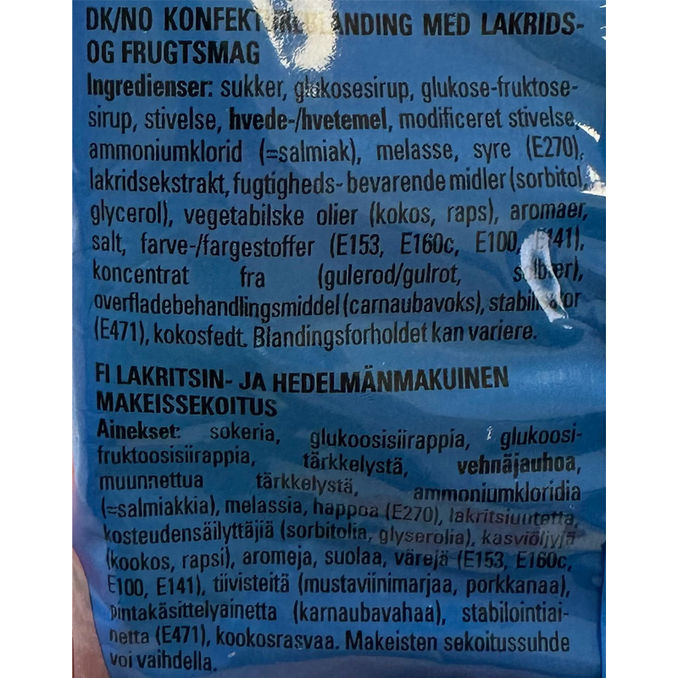 DK/NO KONFEKT BLANDING MED LAKRIDS-
OG FRUGTSMAG
Ingredienser: sukker, glukosesirup, glukose-fruktose-
sirup, stivelse, hvede-/hvetemel, modificeret stivelse,
ammoniumklorid (=salmiak), melasse, syre (E270),
lakridsekstrakt, fugtigheds- bevarende midler (sorbitol,
glycerol), vegetabilske olier (kokos, raps), aromaer,
salt, farve-/fargestoffer (E153, E160c, E100, E141),
koncentrat fra (gulerod/gulrot,
overfladebehandlingsmiddel (carnaubavoks), stabilisator
(E471), kokosfedt. Blandingsforholdet kan variere.
FI LAKRITSIN- JA HEDELMÄNMAKUINEN
MAKEISSEKOITUS
Ainekset: sokeria, glukoosisiirappia, glukoosi-
fruktoosisiirappia, tärkkelystä, vehnäjauhoa,
muunnettua tärkkelystä, ammoniumkloridia
(=salmiakkia), melassia, happoa (E270), lakritsiuutetta,
kosteudensäilyttäjiä (sorbitolia, glyserolia), kasviöljyjä
(kookos, rapsi), aromeja, suolaa, värejä (E153, E160c,
E100, E141), tiivisteitä (mustaviinimarjaa, porkkanaa),
pintakäsittelyainetta (karnaubavahaa), stabilointiai-
netta (E471), kookosrasvaa. Makeisten sekoitussuhde
voi vaihdella.